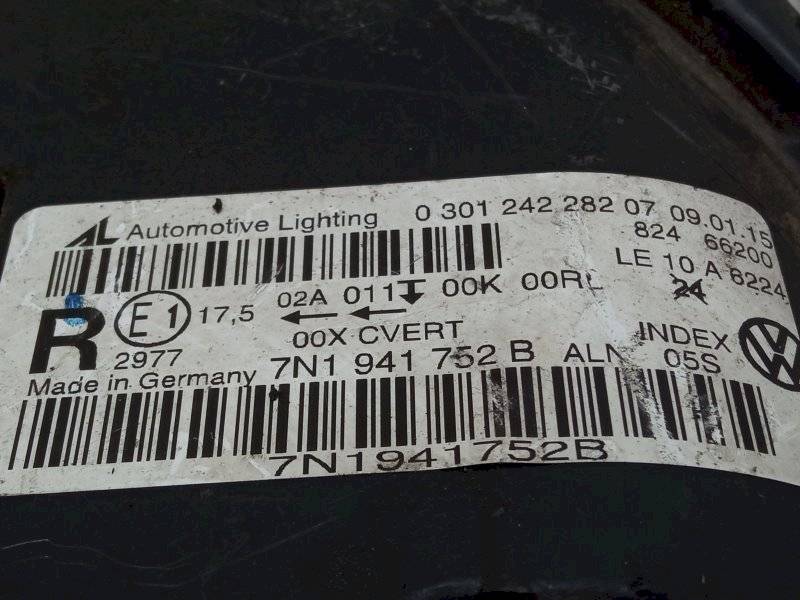 AL Automotive Lighting 0 301 242 282 07 09.01.15
824 66200
LE 10 A 6224
24
R E1 17,5 02A 011 00K 00RL
2977 00X CVERT
INDEX
Made in Germany 7N1 941 752 B ALN 05S
7N1941752B